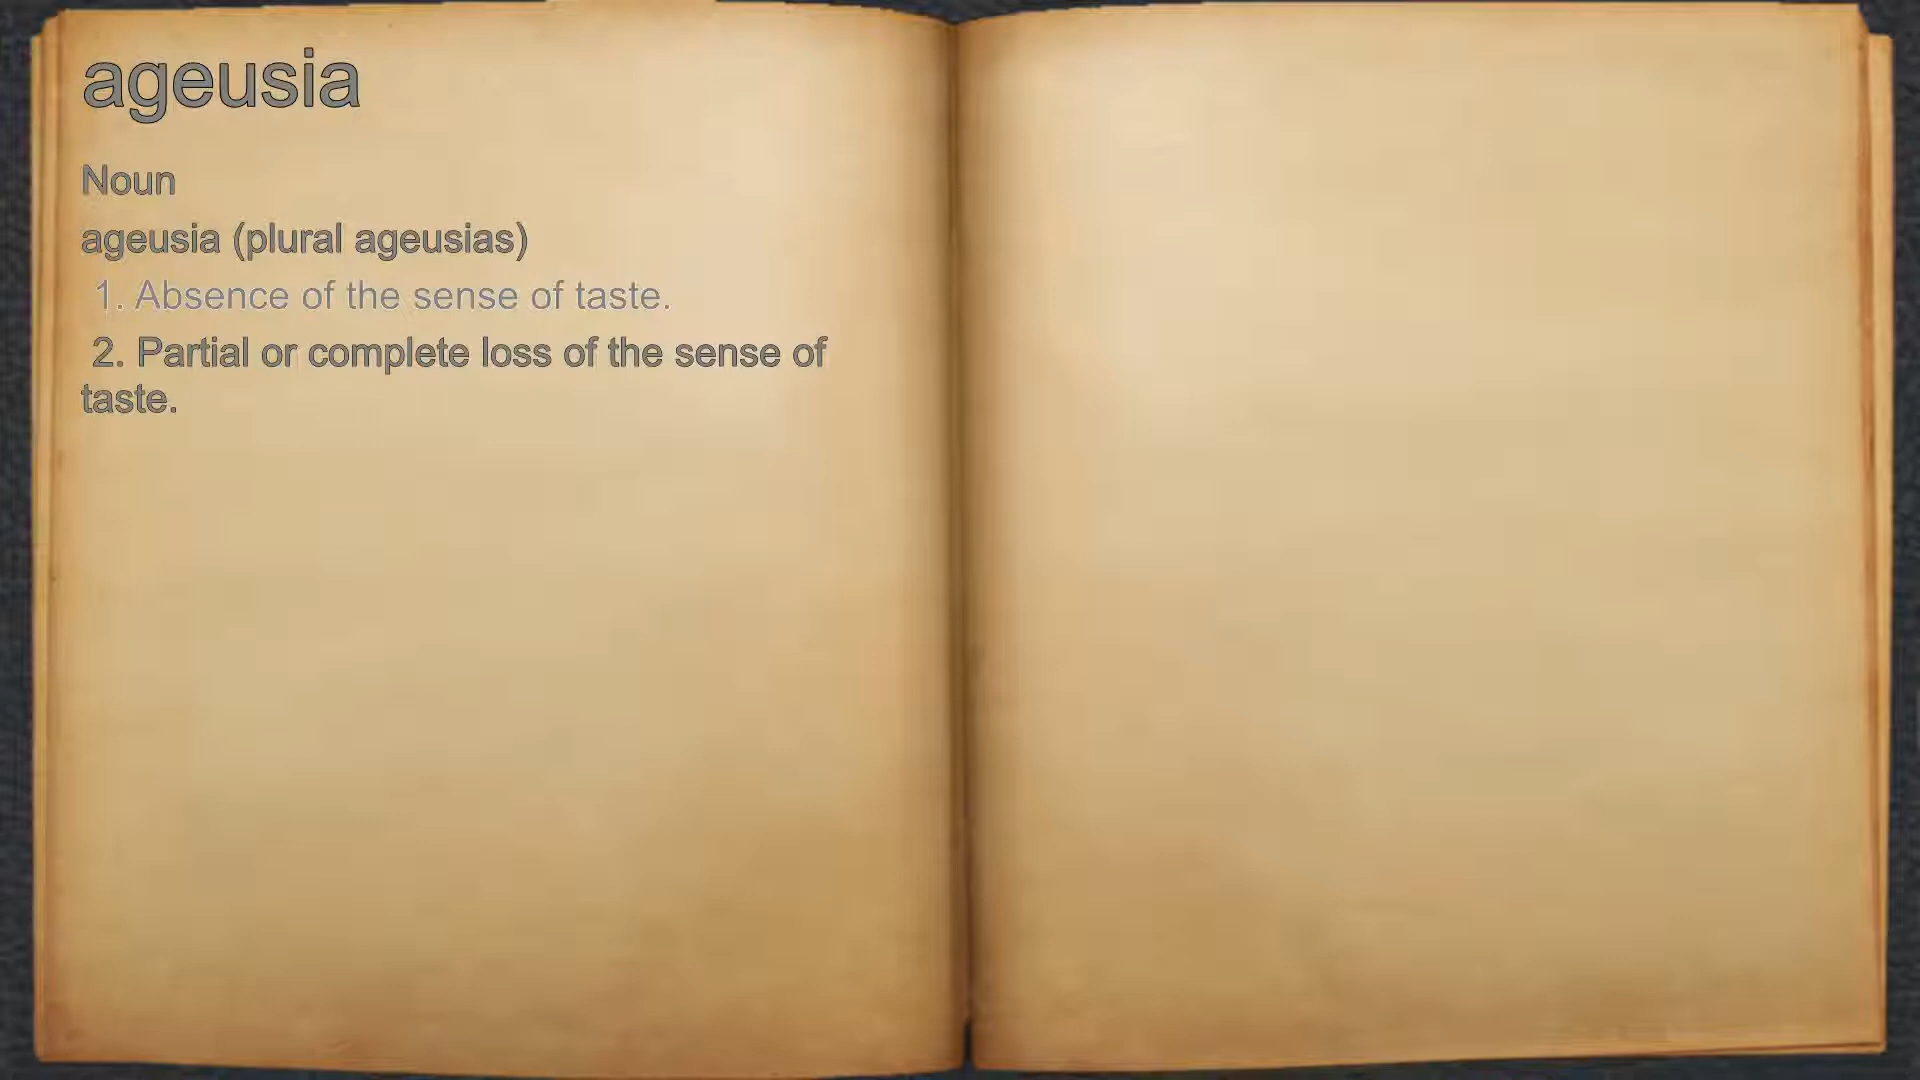 ageusia
Noun
ageusia (plural ageusias)
1. Absence of the sense of taste.
2. Partial or complete loss of the sense of
taste.